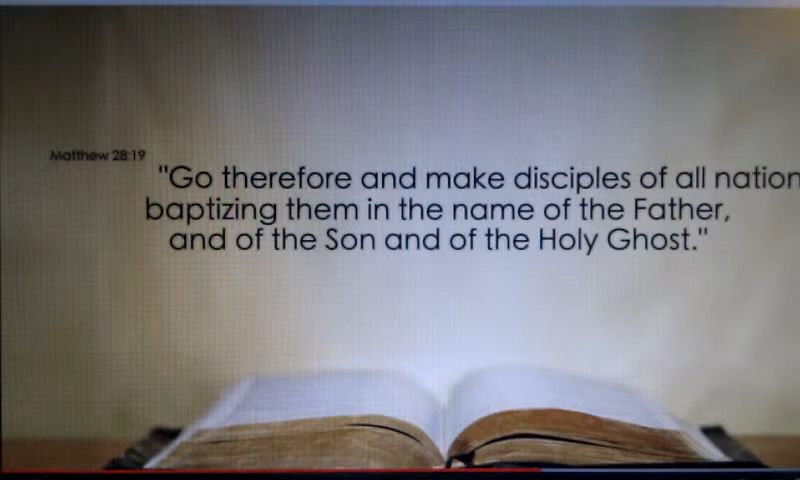 Matthew 28:19
"Go therefore and make disciples of all nation
baptizing them in the name of the Father,
and of the Son and of the Holy Ghost."